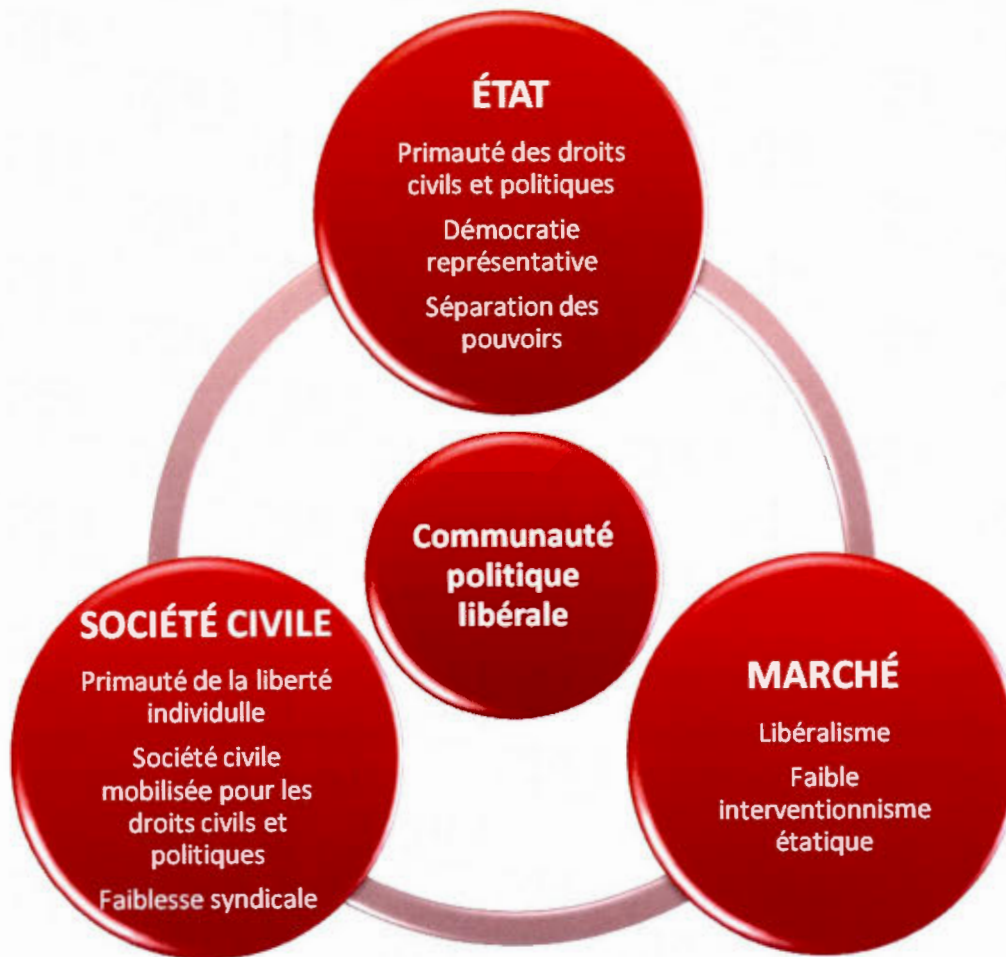 ÉTAT
Primauté des droits
civils et politiques
Démocratie
représentative
Séparation des
pouvoirs
Communauté
politique
libérale
SOCIÉTÉ CIVILE
Primauté de la liberté
individulle
Société civile
mobilisée pour les
droits civils et
politiques
Faiblesse syndicale
MARCHÉ
Libéralisme
Faible
interventionnisme
étatique